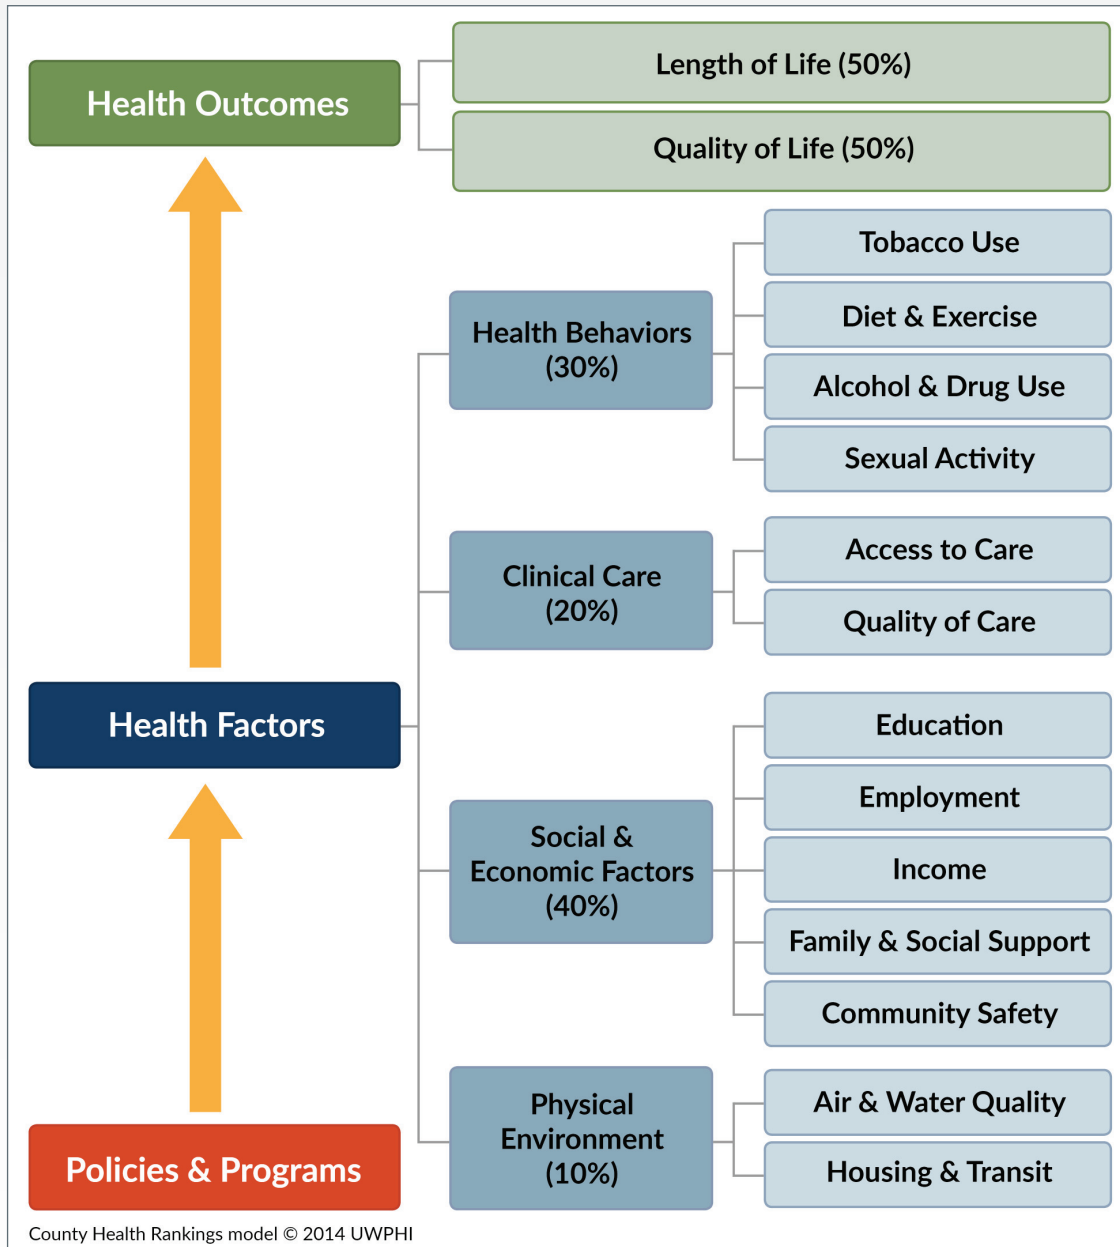 Health Outcomes
Length of Life (50%)
Quality of Life (50%)
Health Factors
Health Behaviors
(30%)
Tobacco Use
Diet & Exercise
Alcohol & Drug Use
Sexual Activity
Clinical Care
(20%)
Access to Care
Quality of Care
Social &
Economic Factors
(40%)
Education
Employment
Income
Family & Social Support
Community Safety
Physical
Environment
(10%)
Air & Water Quality
Housing & Transit
Policies & Programs
County Health Rankings model © 2014 UWPHI